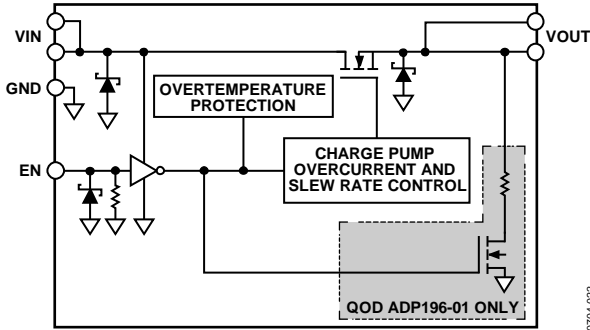 VIN
VOUT
GND
OVERTEMPERATURE
PROTECTION
EN
CHARGE PUMP
OVERCURRENT AND
SLEW RATE CONTROL
QOD ADP196-01 ONLY